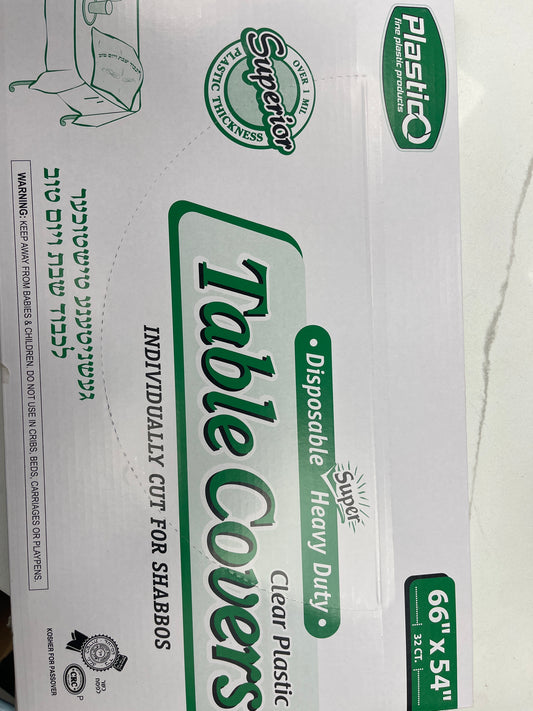 Plastico
fine plastic products
66" x 54"
32 CT.
OVER 1 MIL
Superior
PLASTIC THICKNESS
• Disposable Super Heavy Duty •
Clear Plastic
Table Covers
INDIVIDUALLY CUT FOR SHABBOS
געשניטענע טישטוכער
לכבוד שבת ויום טוב
WARNING: KEEP AWAY FROM BABIES & CHILDREN. DO NOT USE IN CRIBS, BEDS, CARRIAGES OR PLAYPENS.
CRC P
KOSHER FOR PASSOVER